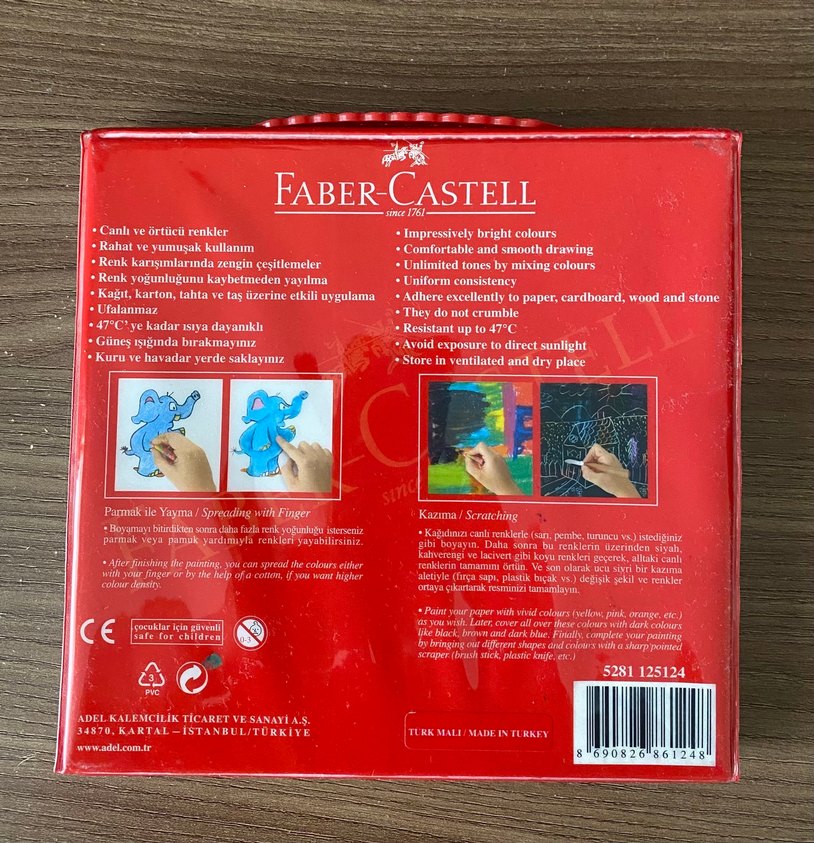 FABER-CASTELL
since 1761
• Canlı ve örtücü renkler
• Rahat ve yumuşak kullanım
• Renk karışımlarında zengin çeşitlemeler
• Renk yoğunluğunu kaybetmeden yayılma
• Kağıt, karton, tahta ve taş üzerine etkili uygulama
• Ufalanmaz
• 47°C'ye kadar ısıya dayanıklı
• Güneş ışığında bırakmayınız
• Kuru ve havadar yerde saklayınız
• Impressively bright colours
• Comfortable and smooth drawing
• Unlimited tones by mixing colours
• Uniform consistency
• Adhere excellently to paper, cardboard, wood and stone
• They do not crumble
• Resistant up to 47°C
• Avoid exposure to direct sunlight
• Store in ventilated and dry place
FABER-CASTELL
since
Parmak ile Yayma / Spreading with Finger
• Boyamayı bitirdikten sonra daha fazla renk yoğunluğu isterseniz
parmak veya pamuk yardımıyla renkleri yayabilirsiniz.
• After finishing the painting, you can spread the colours either
with your finger or by the help of a cotton, if you want higher
colour density.
Kazıma / Scratching
• Kağıdınızı canlı renklerle (sarı, pembe, turuncu vs.) istediğiniz
gibi boyayın. Daha sonra bu renklerin üzerinden siyah,
kahverengi ve lacivert gibi koyu renkleri geçerek, alttaki canlı
renklerin tamamını örtün. Ve son olarak ucu sivri bir kazıma
aletiyle (fırça sapı, plastik bıçak vs.) değişik şekil ve renkler
ortaya çıkartarak resminizi tamamlayın.
• Paint your paper with vivid colours (yellow, pink, orange, etc.)
as you wish. Later, cover all over these colours with dark colours
like black, brown and dark blue. Finally, complete your painting
by bringing out different shapes and colours with a sharp pointed
scraper (brush stick, plastic knife, etc.)
CE
çocuklar için güvenli
safe for children
0-3
3
PVC
ADEL KALEMCİLİK TİCARET VE SANAYİ A.Ş.
34870, KARTAL – İSTANBUL / TÜRKİYE
www.adel.com.tr
TÜRK MALI / MADE IN TURKEY
5281 125124
8 690826 861248